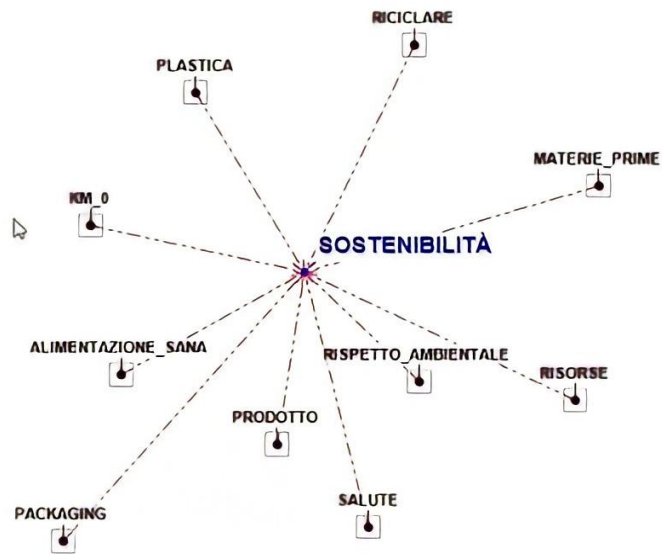 RICICLARE
PLASTICA
MATERIE_PRIME
KM_0
SOSTENIBILITÀ
ALIMENTAZIONE_SANA
RISPETTO_AMBIENTALE
RISORSE
PRODOTTO
SALUTE
PACKAGING